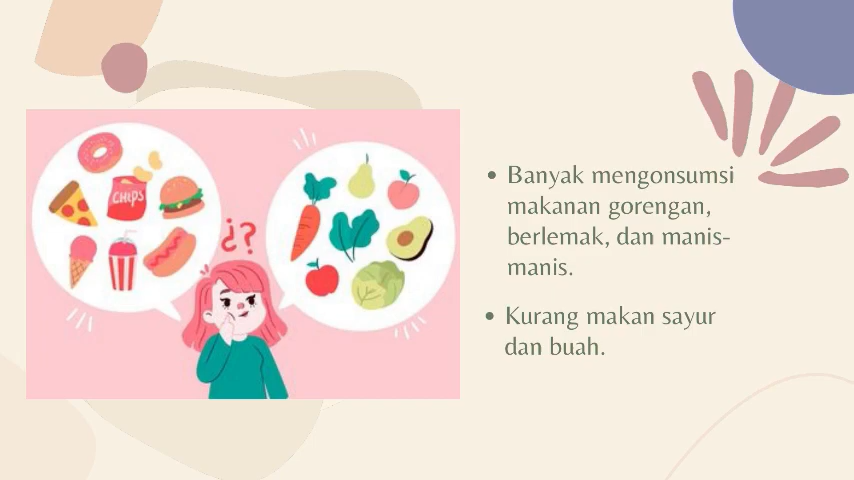 CHIPS
¿?
• Banyak mengonsumsi
makanan gorengan,
berlemak, dan manis-
manis.
• Kurang makan sayur
dan buah.